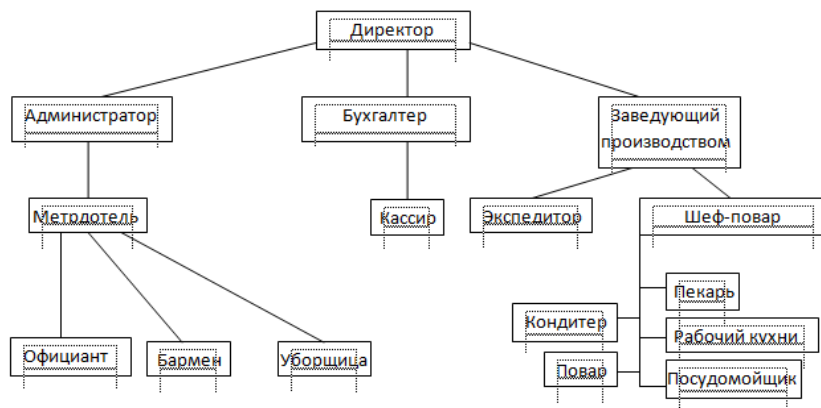 Директор
Администратор
Бухгалтер
Заведующий
производством
Метрдотель
Кассир
Экспедитор
Шеф-повар
Пекарь
Кондитер
Рабочий кухни
Официант
Бармен
Уборщица
Повар
Посудомойщик